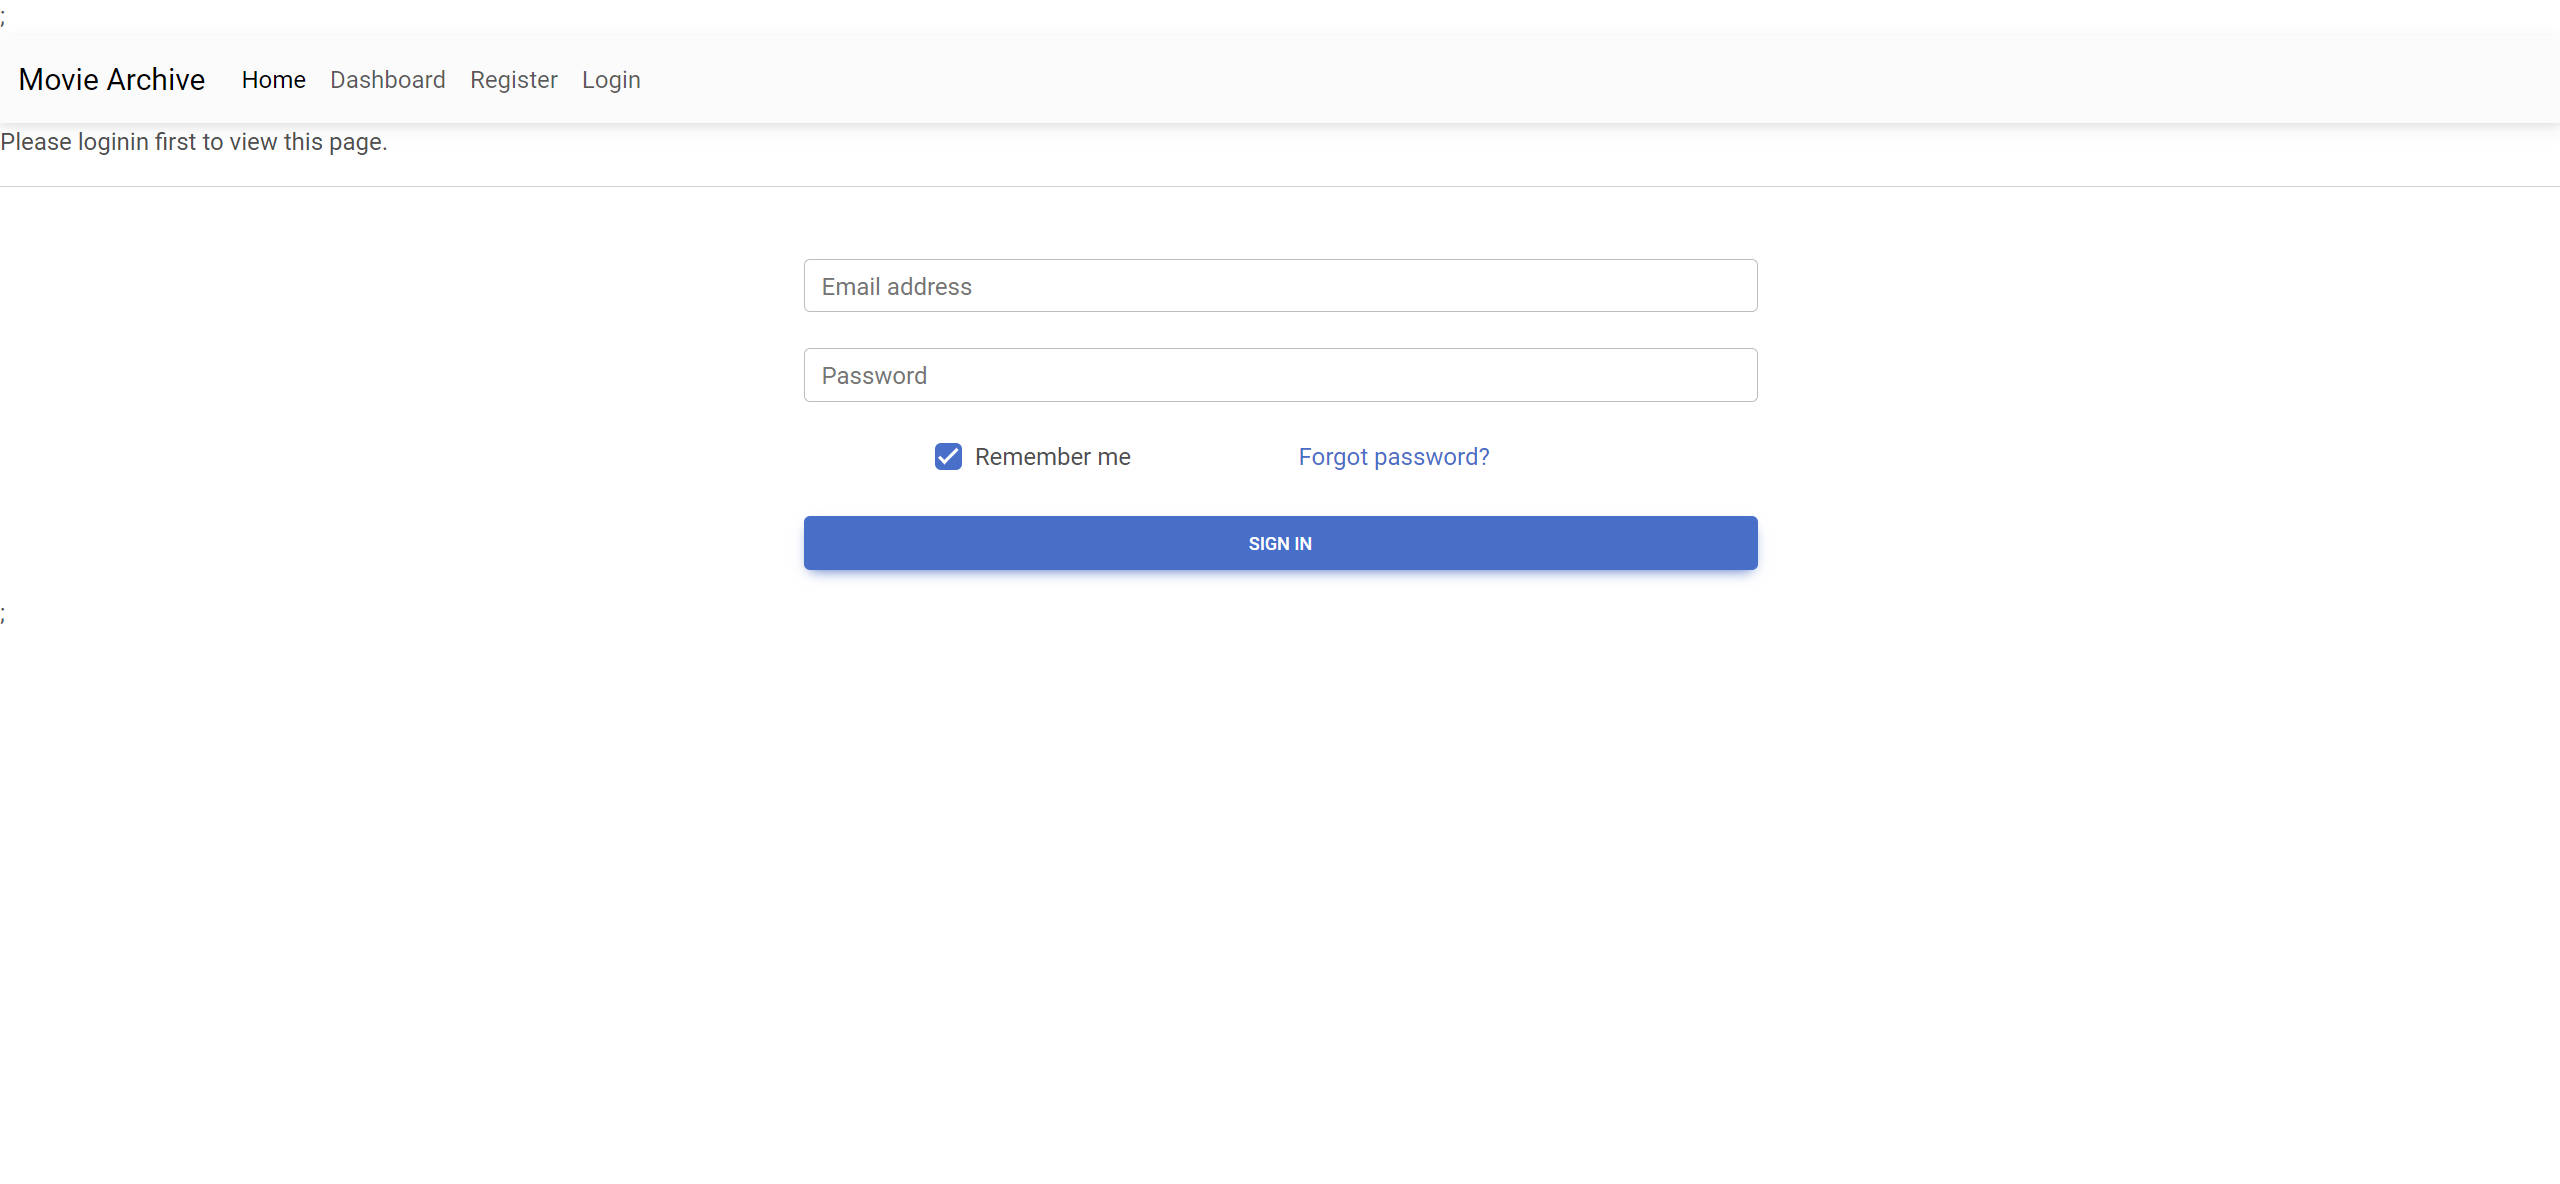 ;
Movie Archive Home Dashboard Register Login
Please loginin first to view this page.
Email address
Password
Remember me Forgot password?
SIGN IN
;